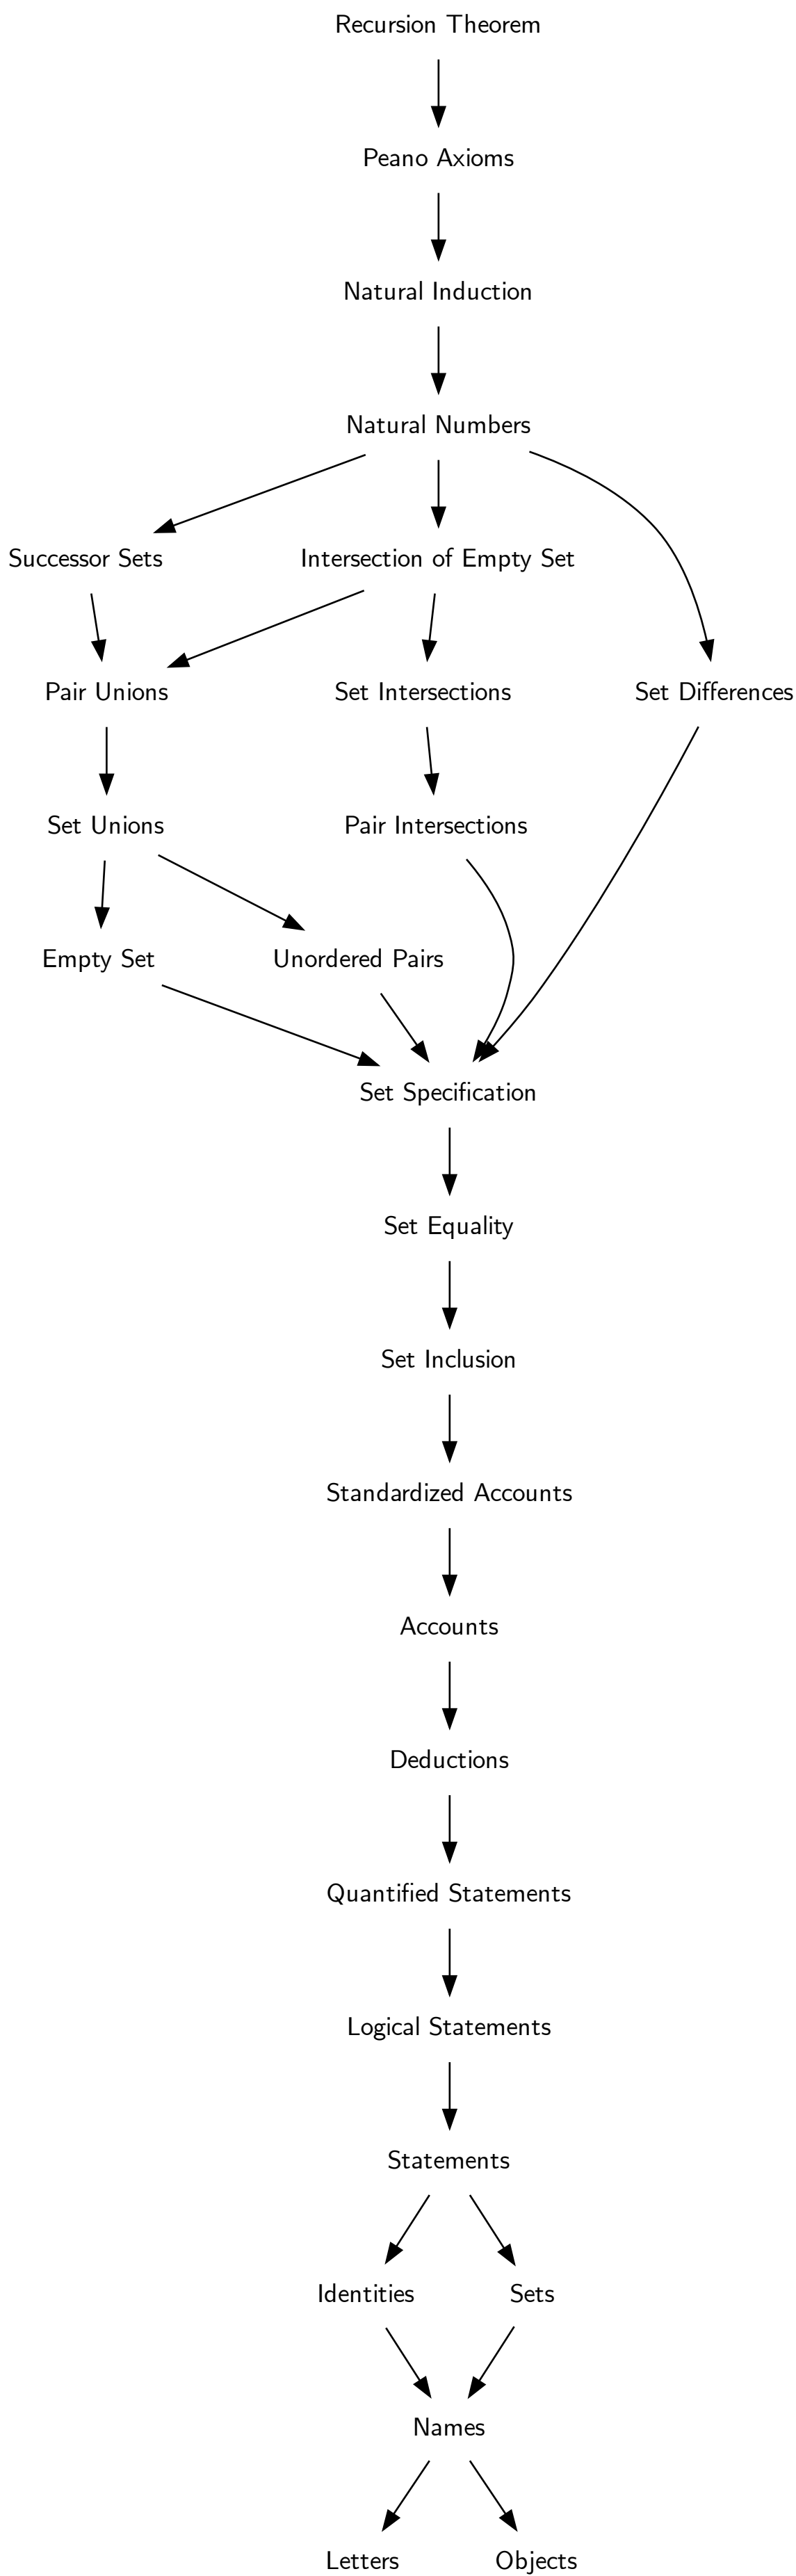 Recursion Theorem
Peano Axioms
Natural Induction
Natural Numbers
Successor Sets
Intersection of Empty Set
Pair Unions
Set Intersections
Set Differences
Set Unions
Pair Intersections
Empty Set
Unordered Pairs
Set Specification
Set Equality
Set Inclusion
Standardized Accounts
Accounts
Deductions
Quantified Statements
Logical Statements
Statements
Identities
Sets
Names
Letters
Objects